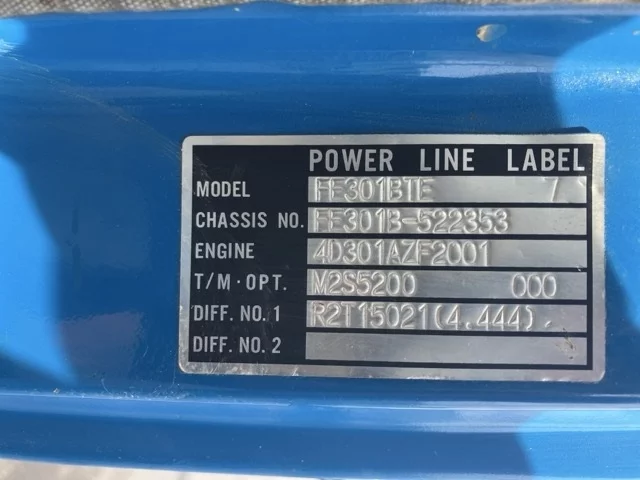 POWER LINE LABEL
MODEL FE301BTE 7
CHASSIS NO. FE301B-522353
ENGINE 4D301AZF2001
T/M·OPT. M2S5200 000
DIFF. NO. 1 R2T15021(4.444).
DIFF. NO. 2